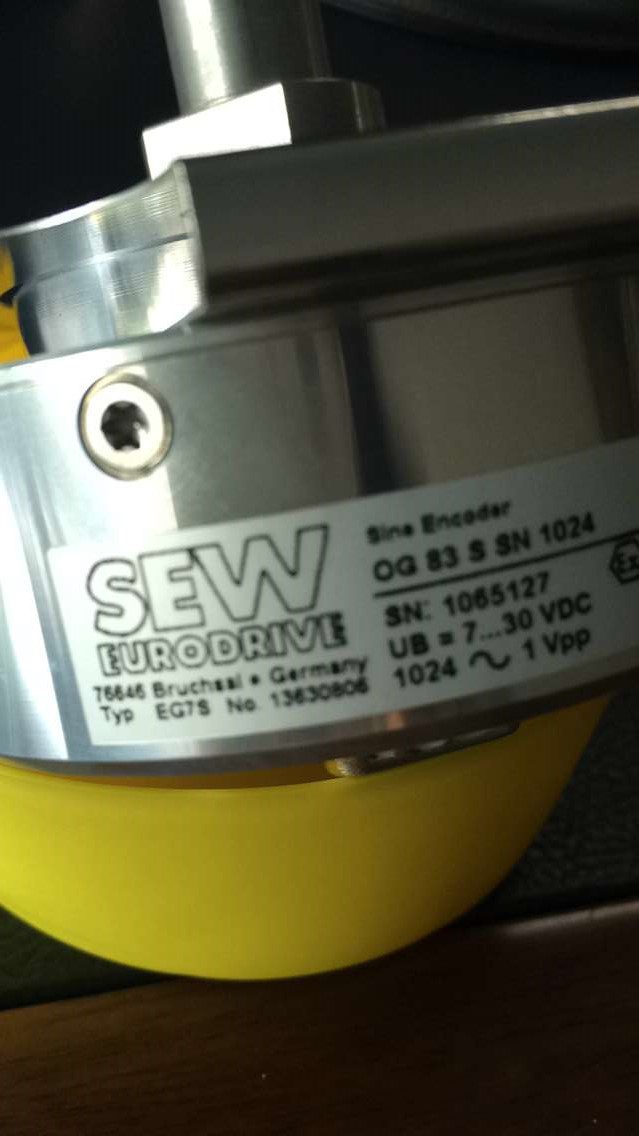 SEW
EURODRIVE
76646 Bruchsal • Germany
Typ EG7S No. 13630806
Sine Encoder
OG 83 S SN 1024
SN: 1065127
UB = 7...30 VDC
1024 ∿ 1 Vpp
Ex